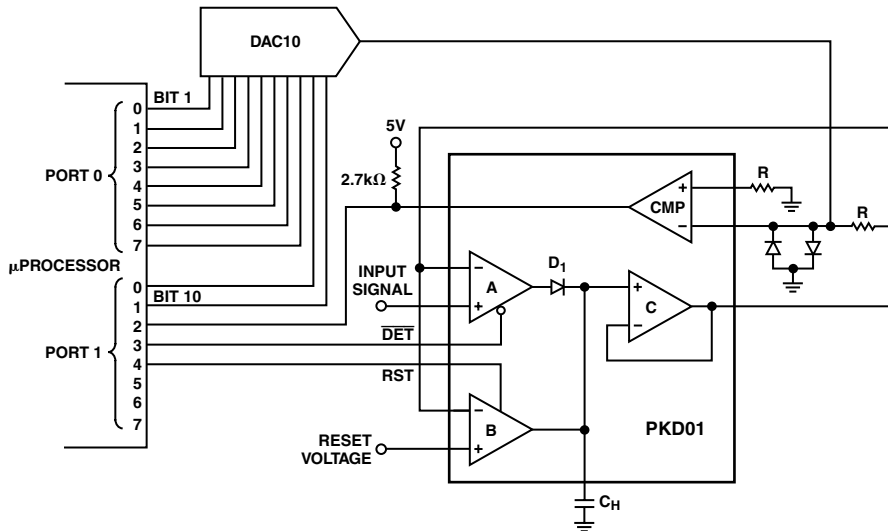 DAC10
BIT 1
0
1
2
3
4
5
6
7
PORT 0
µPROCESSOR
0
1
2
3
4
5
6
7
BIT 10
PORT 1
5V
2.7kΩ
INPUT
SIGNAL
DET
RST
RESET
VOLTAGE
A
D1
B
C
CMP
R
R
PKD01
CH
+
−
−
+
+
−
−
+